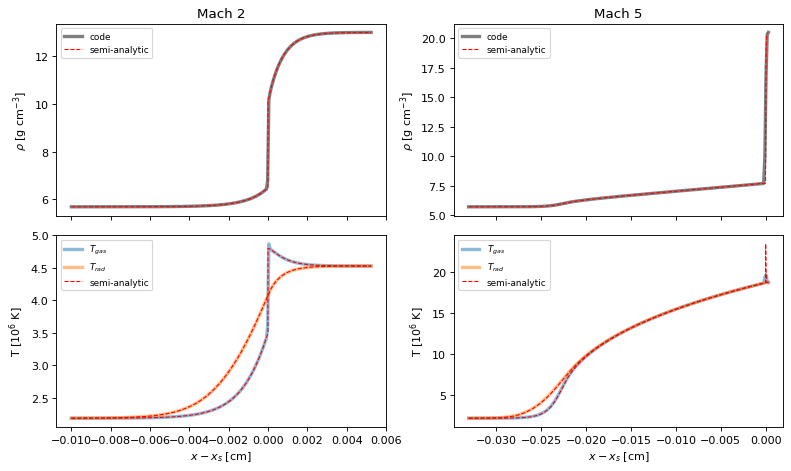 Mach 2
Mach 5
code
semi-analytic
ρ [g cm⁻³]
12
10
8
6
code
semi-analytic
ρ [g cm⁻³]
20.0
17.5
15.0
12.5
10.0
7.5
5.0
T_gas
T_rad
semi-analytic
T [10⁶ K]
5.0
4.5
4.0
3.5
3.0
2.5
−0.010 −0.008 −0.006 −0.004 −0.002 0.000 0.002 0.004 0.006
x − x_s [cm]
T_gas
T_rad
semi-analytic
T [10⁶ K]
20
15
10
5
−0.030 −0.025 −0.020 −0.015 −0.010 −0.005 0.000
x − x_s [cm]